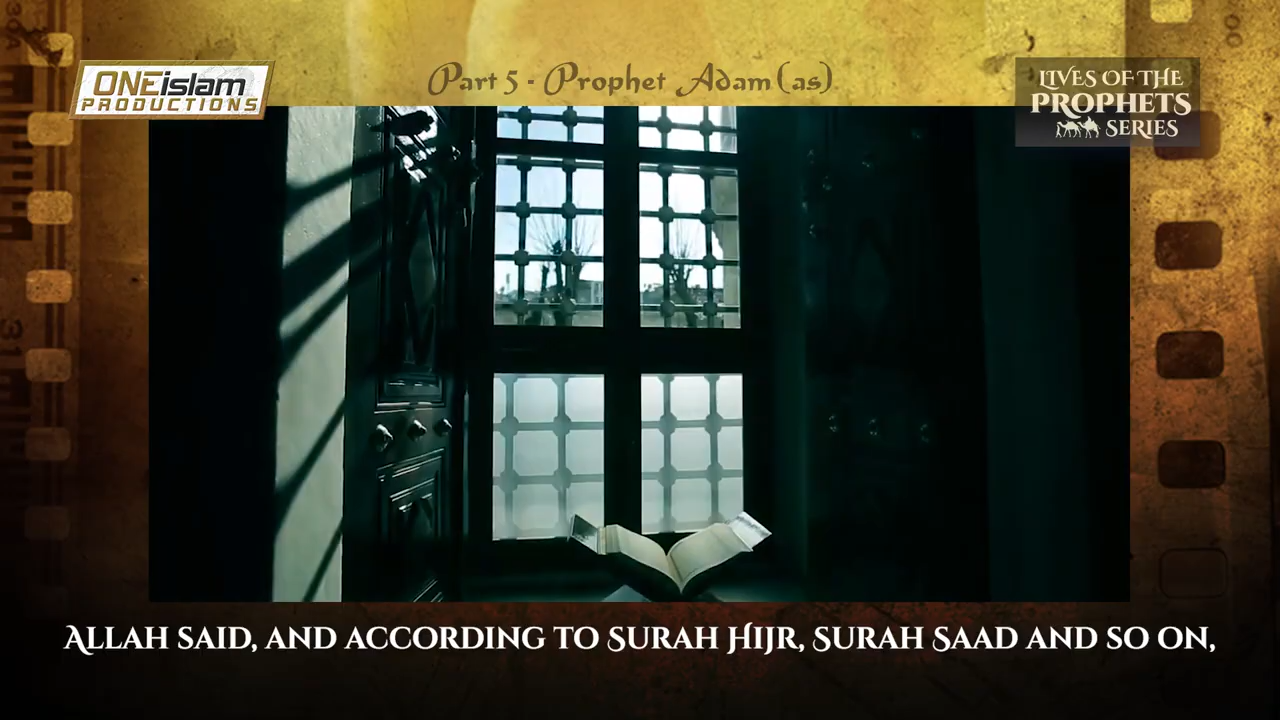 ONEislam
PRODUCTIONS
Part 5 - Prophet Adam (as)
LIVES OF THE
PROPHETS
SERIES
31
ALLAH SAID, AND ACCORDING TO SURAH HIJR, SURAH SAAD AND SO ON,